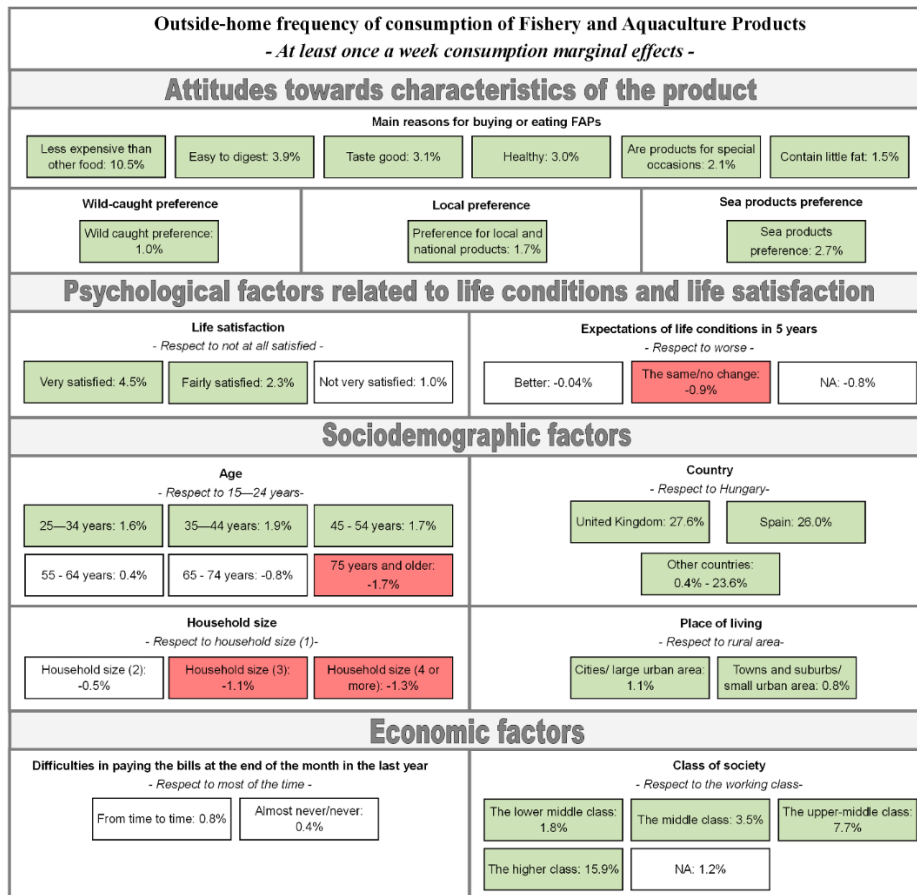 Outside-home frequency of consumption of Fishery and Aquaculture Products
- At least once a week consumption marginal effects -
Attitudes towards characteristics of the product
Main reasons for buying or eating FAPs
Less expensive than
other food: 10.5%
Easy to digest: 3.9%
Taste good: 3.1%
Healthy: 3.0%
Are products for special
occasions: 2.1%
Contain little fat: 1.5%
Wild-caught preference
Wild caught preference:
1.0%
Local preference
Preference for local and
national products: 1.7%
Sea products preference
Sea products
preference: 2.7%
Psychological factors related to life conditions and life satisfaction
Life satisfaction
- Respect to not at all satisfied -
Very satisfied: 4.5%
Fairly satisfied: 2.3%
Not very satisfied: 1.0%
Expectations of life conditions in 5 years
- Respect to worse -
Better: -0.04%
The same/no change:
-0.9%
NA: -0.8%
Sociodemographic factors
Age
- Respect to 15—24 years-
25—34 years: 1.6%
35—44 years: 1.9%
45 - 54 years: 1.7%
55 - 64 years: 0.4%
65 - 74 years: -0.8%
75 years and older:
-1.7%
Country
- Respect to Hungary-
United Kingdom: 27.6%
Spain: 26.0%
Other countries:
0.4% - 23.6%
Household size
- Respect to household size (1)-
Household size (2):
-0.5%
Household size (3):
-1.1%
Household size (4 or
more): -1.3%
Place of living
- Respect to rural area-
Cities/ large urban area:
1.1%
Towns and suburbs/
small urban area: 0.8%
Economic factors
Difficulties in paying the bills at the end of the month in the last year
- Respect to most of the time -
From time to time: 0.8%
Almost never/never:
0.4%
Class of society
- Respect to the working class-
The lower middle class:
1.8%
The middle class: 3.5%
The upper-middle class:
7.7%
The higher class: 15.9%
NA: 1.2%